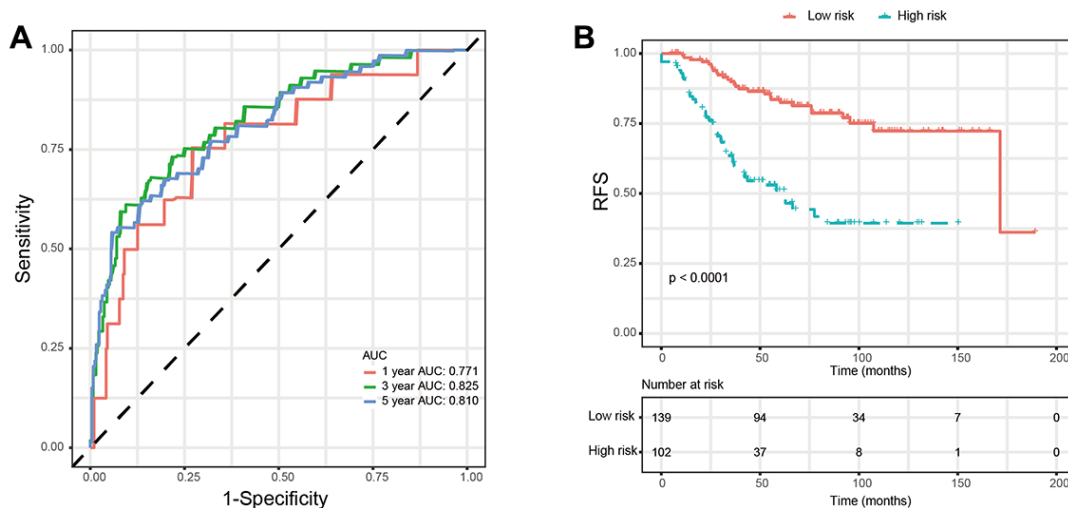 A
1.00
0.75
0.50
0.25
0.00
Sensitivity
AUC
1 year AUC: 0.771
3 year AUC: 0.825
5 year AUC: 0.810
0.00 0.25 0.50 0.75 1.00
1-Specificity
Low risk High risk
B
1.00
0.75
0.50
0.25
0.00
RFS
p < 0.0001
0 50 100 150 200
Time (months)
Number at risk
Low risk 139 94 34 7 0
High risk 102 37 8 1 0
0 50 100 150 200
Time (months)